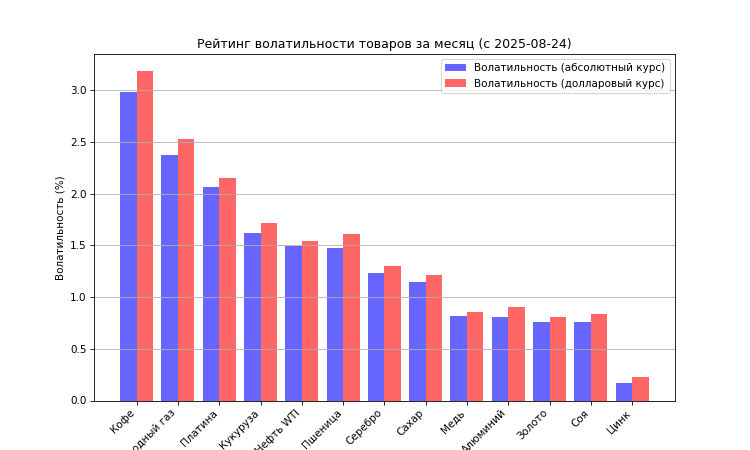 Рейтинг волатильности товаров за месяц (с 2025-08-24)
Волатильность (абсолютный курс)
Волатильность (долларовый курс)
Волатильность (%)
3.0
2.5
2.0
1.5
1.0
0.5
0.0
Кофе
одный газ
Платина
Кукуруза
Нефть WTI
Пшеница
Серебро
Сахар
Медь
Алюминий
Золото
Соя
Цинк